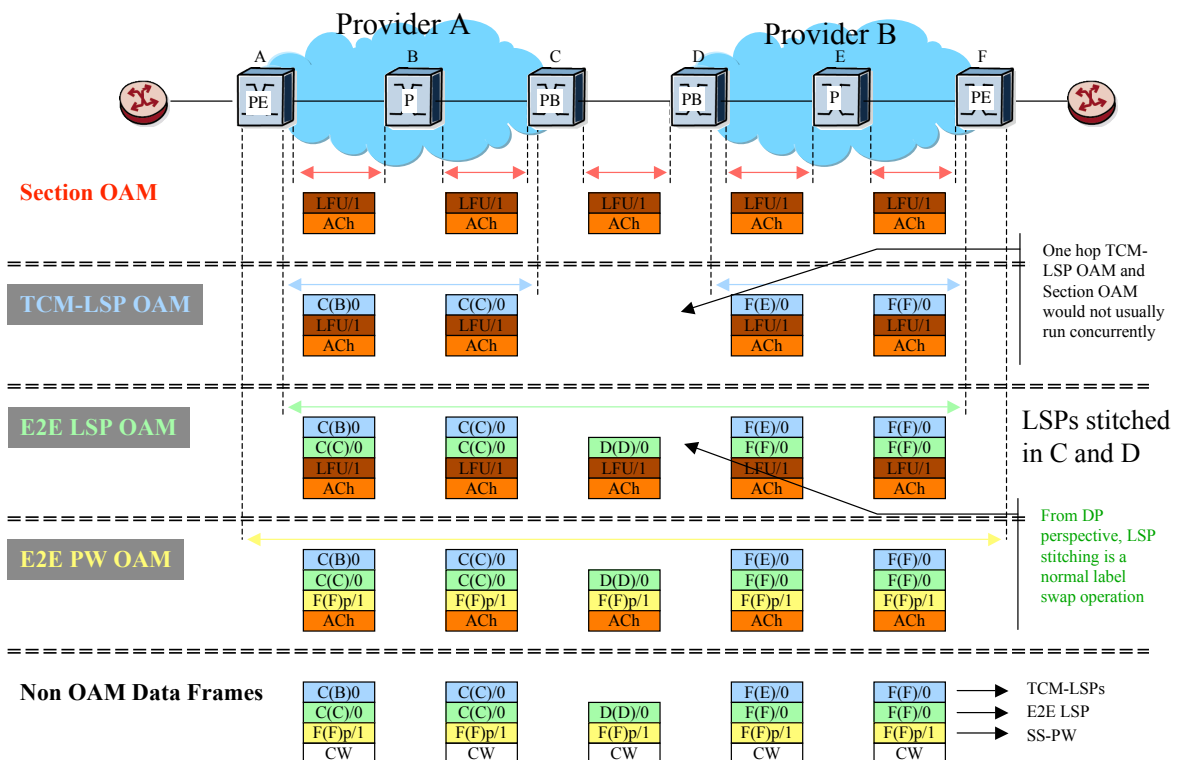 Provider A
Provider B
A
B
C
D
E
F
PE
P
PB
PB
P
PE
Section OAM
LFU/1
LFU/1
LFU/1
LFU/1
LFU/1
ACh
ACh
ACh
ACh
ACh
One hop TCM-
LSP OAM and
Section OAM
would not usually
run concurrently
TCM-LSP OAM
C(B)0
C(C)/0
F(E)/0
F(F)/0
LFU/1
LFU/1
LFU/1
LFU/1
ACh
ACh
ACh
ACh
E2E LSP OAM
C(B)0
C(C)/0
F(E)/0
F(F)/0
C(C)/0
C(C)/0
D(D)/0
F(F)/0
F(F)/0
LFU/1
LFU/1
LFU/1
LFU/1
LFU/1
ACh
ACh
ACh
ACh
ACh
LSPs stitched
in C and D
From DP
perspective, LSP
stitching is a
normal label
swap operation
E2E PW OAM
C(B)0
C(C)/0
F(E)/0
F(F)/0
C(C)/0
C(C)/0
D(D)/0
F(F)/0
F(F)/0
F(F)p/1
F(F)p/1
F(F)p/1
F(F)p/1
F(F)p/1
ACh
ACh
ACh
ACh
ACh
Non OAM Data Frames
C(B)0
C(C)/0
F(E)/0
F(F)/0
C(C)/0
C(C)/0
D(D)/0
F(F)/0
F(F)/0
F(F)p/1
F(F)p/1
F(F)p/1
F(F)p/1
F(F)p/1
CW
CW
CW
CW
CW
TCM-LSPs
E2E LSP
SS-PW